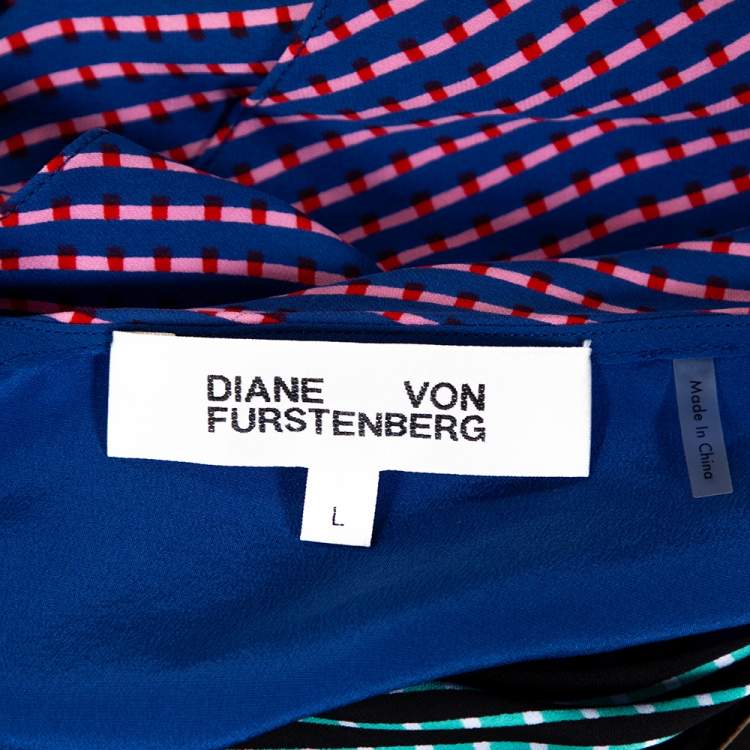 DIANE VON
FURSTENBERG
L
Made In China